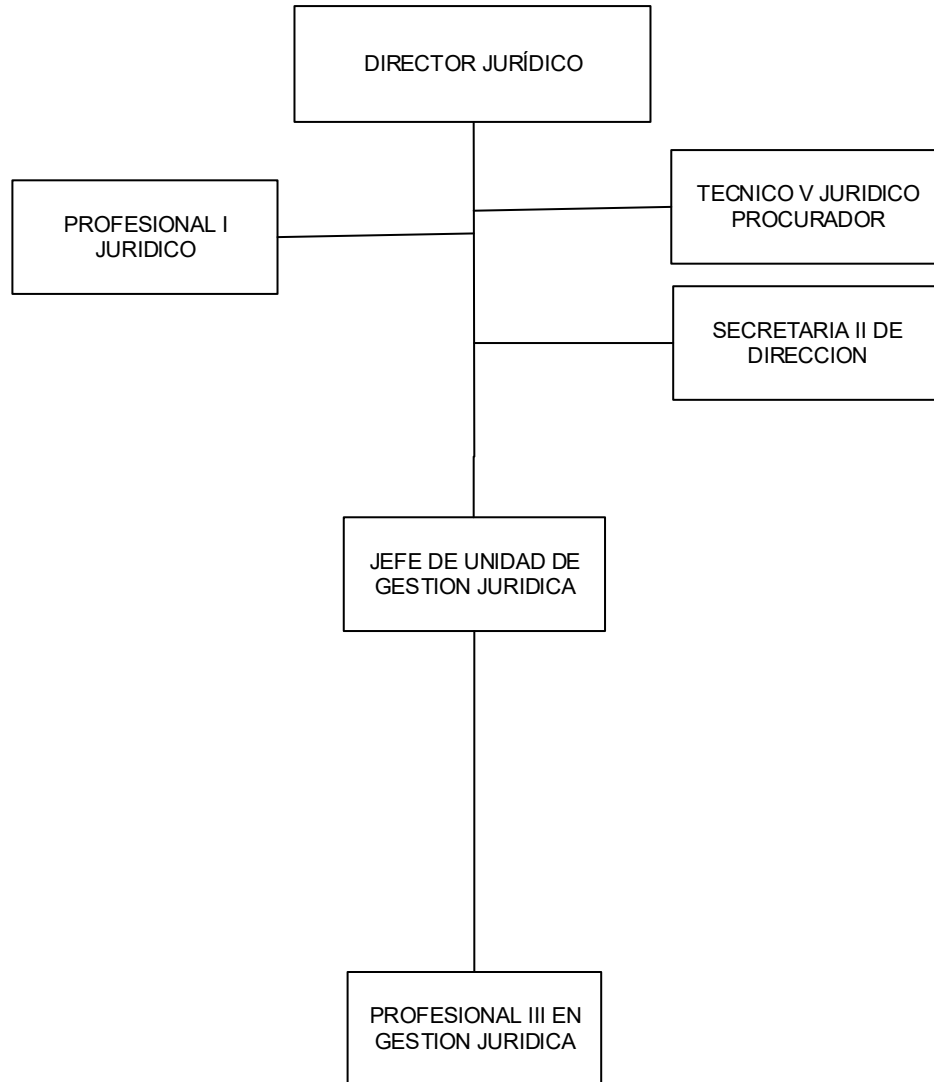 DIRECTOR JURÍDICO
PROFESIONAL I
JURIDICO
TECNICO V JURIDICO
PROCURADOR
SECRETARIA II DE
DIRECCION
JEFE DE UNIDAD DE
GESTION JURIDICA
PROFESIONAL III EN
GESTION JURIDICA